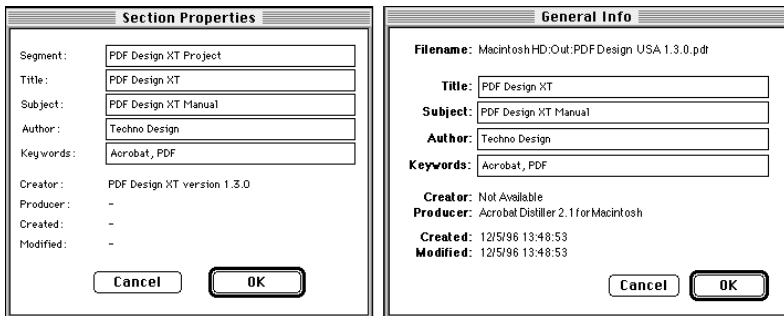 Section Properties
Segment: PDF Design XT Project
Title: PDF Design XT
Subject: PDF Design XT Manual
Author: Techno Design
Keywords: Acrobat, PDF
Creator: PDF Design XT version 1.3.0
Producer: -
Created: -
Modified: -
Cancel OK
General Info
Filename: Macintosh HD:Out:PDF Design USA 1.3.0.pdf
Title: PDF Design XT
Subject: PDF Design XT Manual
Author: Techno Design
Keywords: Acrobat, PDF
Creator: Not Available
Producer: Acrobat Distiller 2.1 for Macintosh
Created: 12/5/96 13:48:53
Modified: 12/5/96 13:48:53
Cancel OK